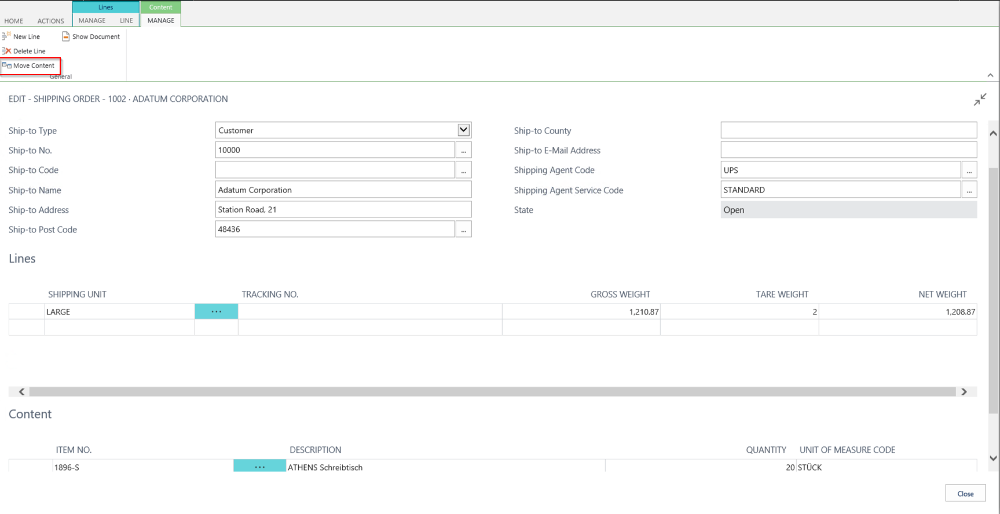 Lines Content
HOME ACTIONS MANAGE LINE MANAGE
New Line Show Document
Delete Line
Move Content
General
EDIT - SHIPPING ORDER - 1002 · ADATUM CORPORATION
Ship-to Type Customer Ship-to County
Ship-to No. 10000 ... Ship-to E-Mail Address
Ship-to Code ... Shipping Agent Code UPS ...
Ship-to Name Adatum Corporation Shipping Agent Service Code STANDARD ...
Ship-to Address Station Road, 21 State Open
Ship-to Post Code 48436 ...
Lines
SHIPPING UNIT TRACKING NO. GROSS WEIGHT TARE WEIGHT NET WEIGHT
LARGE ... 1,210.87 2 1,208.87
Content
ITEM NO. DESCRIPTION QUANTITY UNIT OF MEASURE CODE
1896-S ... ATHENS Schreibtisch 20 STÜCK
Close